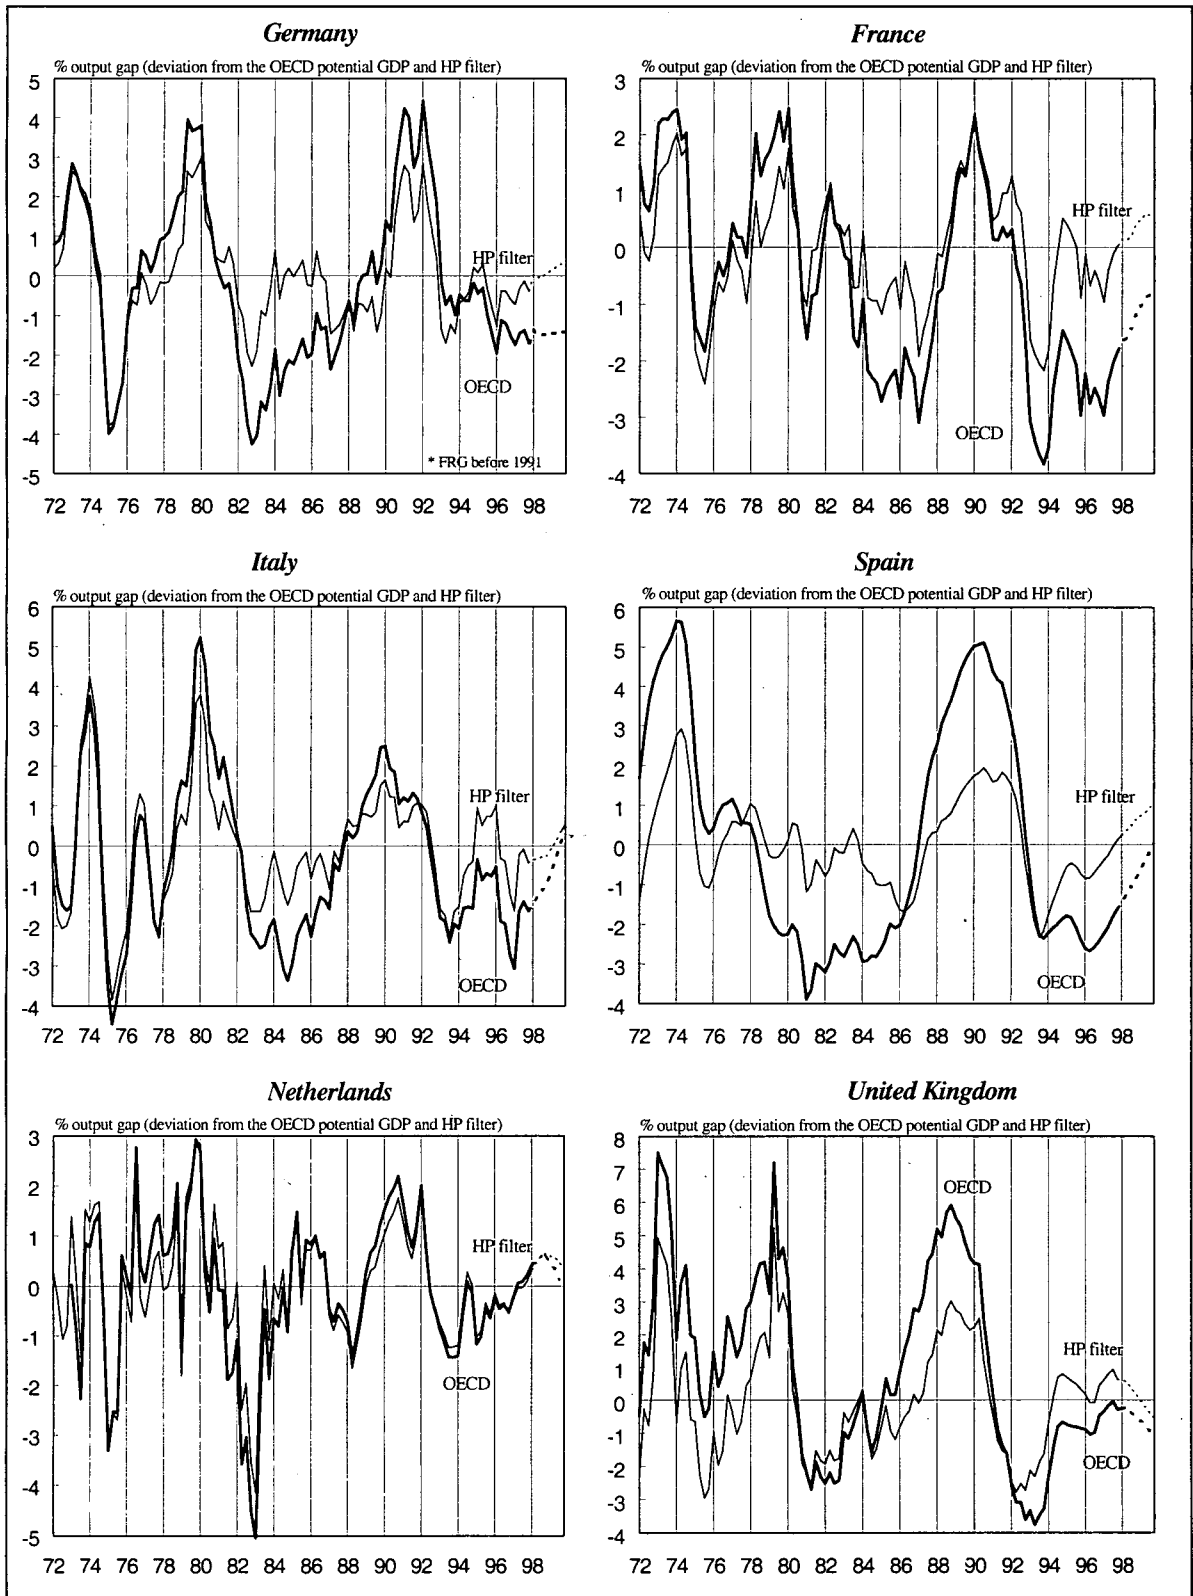 Germany
% output gap (deviation from the OECD potential GDP and HP filter)
5
4
3
2
1
0
-1
-2
-3
-4
-5
HP filter
OECD
* FRG before 1991
72 74 76 78 80 82 84 86 88 90 92 94 96 98
France
% output gap (deviation from the OECD potential GDP and HP filter)
3
2
1
0
-1
-2
-3
-4
HP filter
OECD
72 74 76 78 80 82 84 86 88 90 92 94 96 98
Italy
% output gap (deviation from the OECD potential GDP and HP filter)
6
5
4
3
2
1
0
-1
-2
-3
-4
HP filter
OECD
72 74 76 78 80 82 84 86 88 90 92 94 96 98
Spain
% output gap (deviation from the OECD potential GDP and HP filter)
6
5
4
3
2
1
0
-1
-2
-3
-4
HP filter
OECD
72 74 76 78 80 82 84 86 88 90 92 94 96 98
Netherlands
% output gap (deviation from the OECD potential GDP and HP filter)
3
2
1
0
-1
-2
-3
-4
-5
HP filter
OECD
72 74 76 78 80 82 84 86 88 90 92 94 96 98
United Kingdom
% output gap (deviation from the OECD potential GDP and HP filter)
8
7
6
5
4
3
2
1
0
-1
-2
-3
-4
OECD
HP filter
OECD
72 74 76 78 80 82 84 86 88 90 92 94 96 98